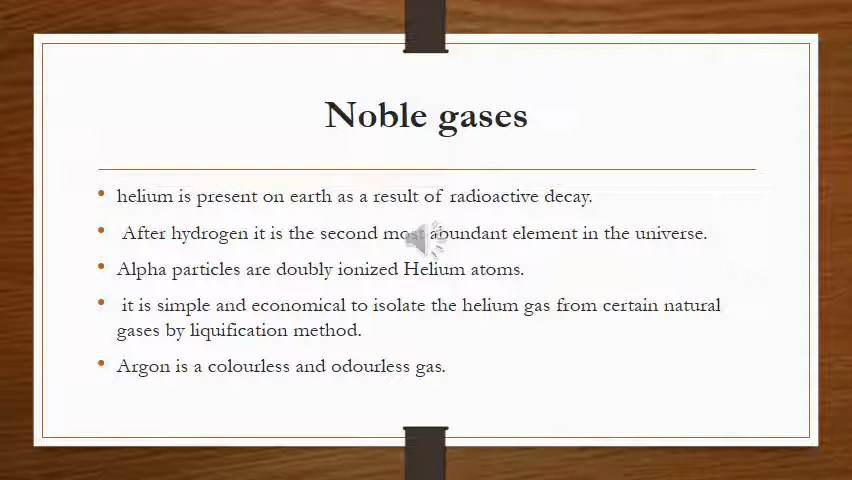 Noble gases
• helium is present on earth as a result of radioactive decay.
• After hydrogen it is the second most abundant element in the universe.
• Alpha particles are doubly ionized Helium atoms.
• it is simple and economical to isolate the helium gas from certain natural
gases by liquification method.
• Argon is a colourless and odourless gas.